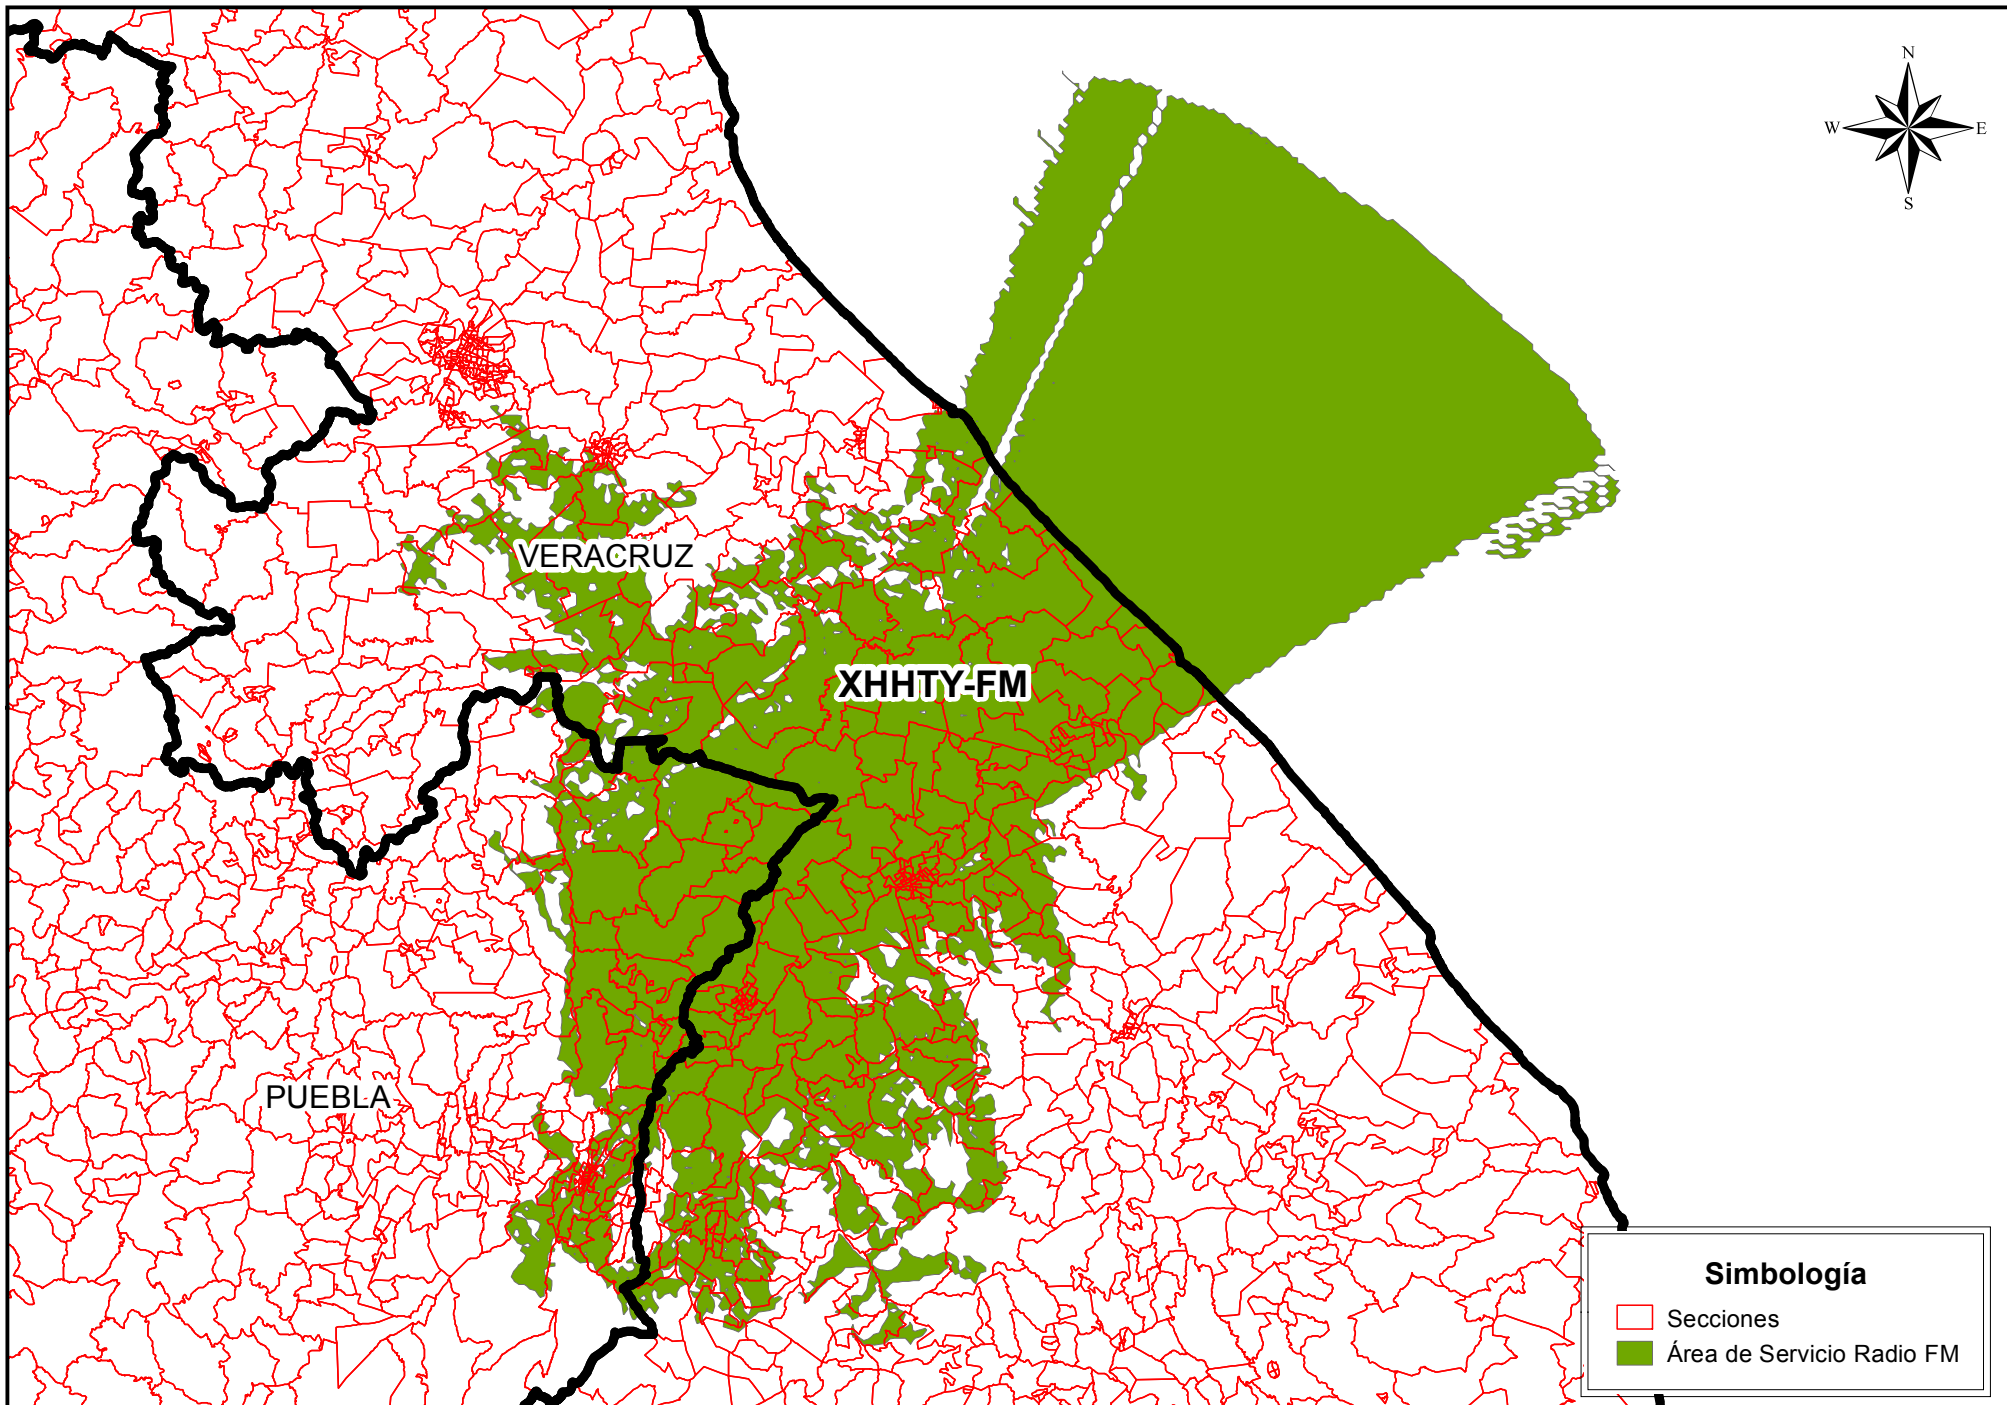 N
W E
S
VERACRUZ
XHHTY-FM
PUEBLA
Simbología
Secciones
Área de Servicio Radio FM